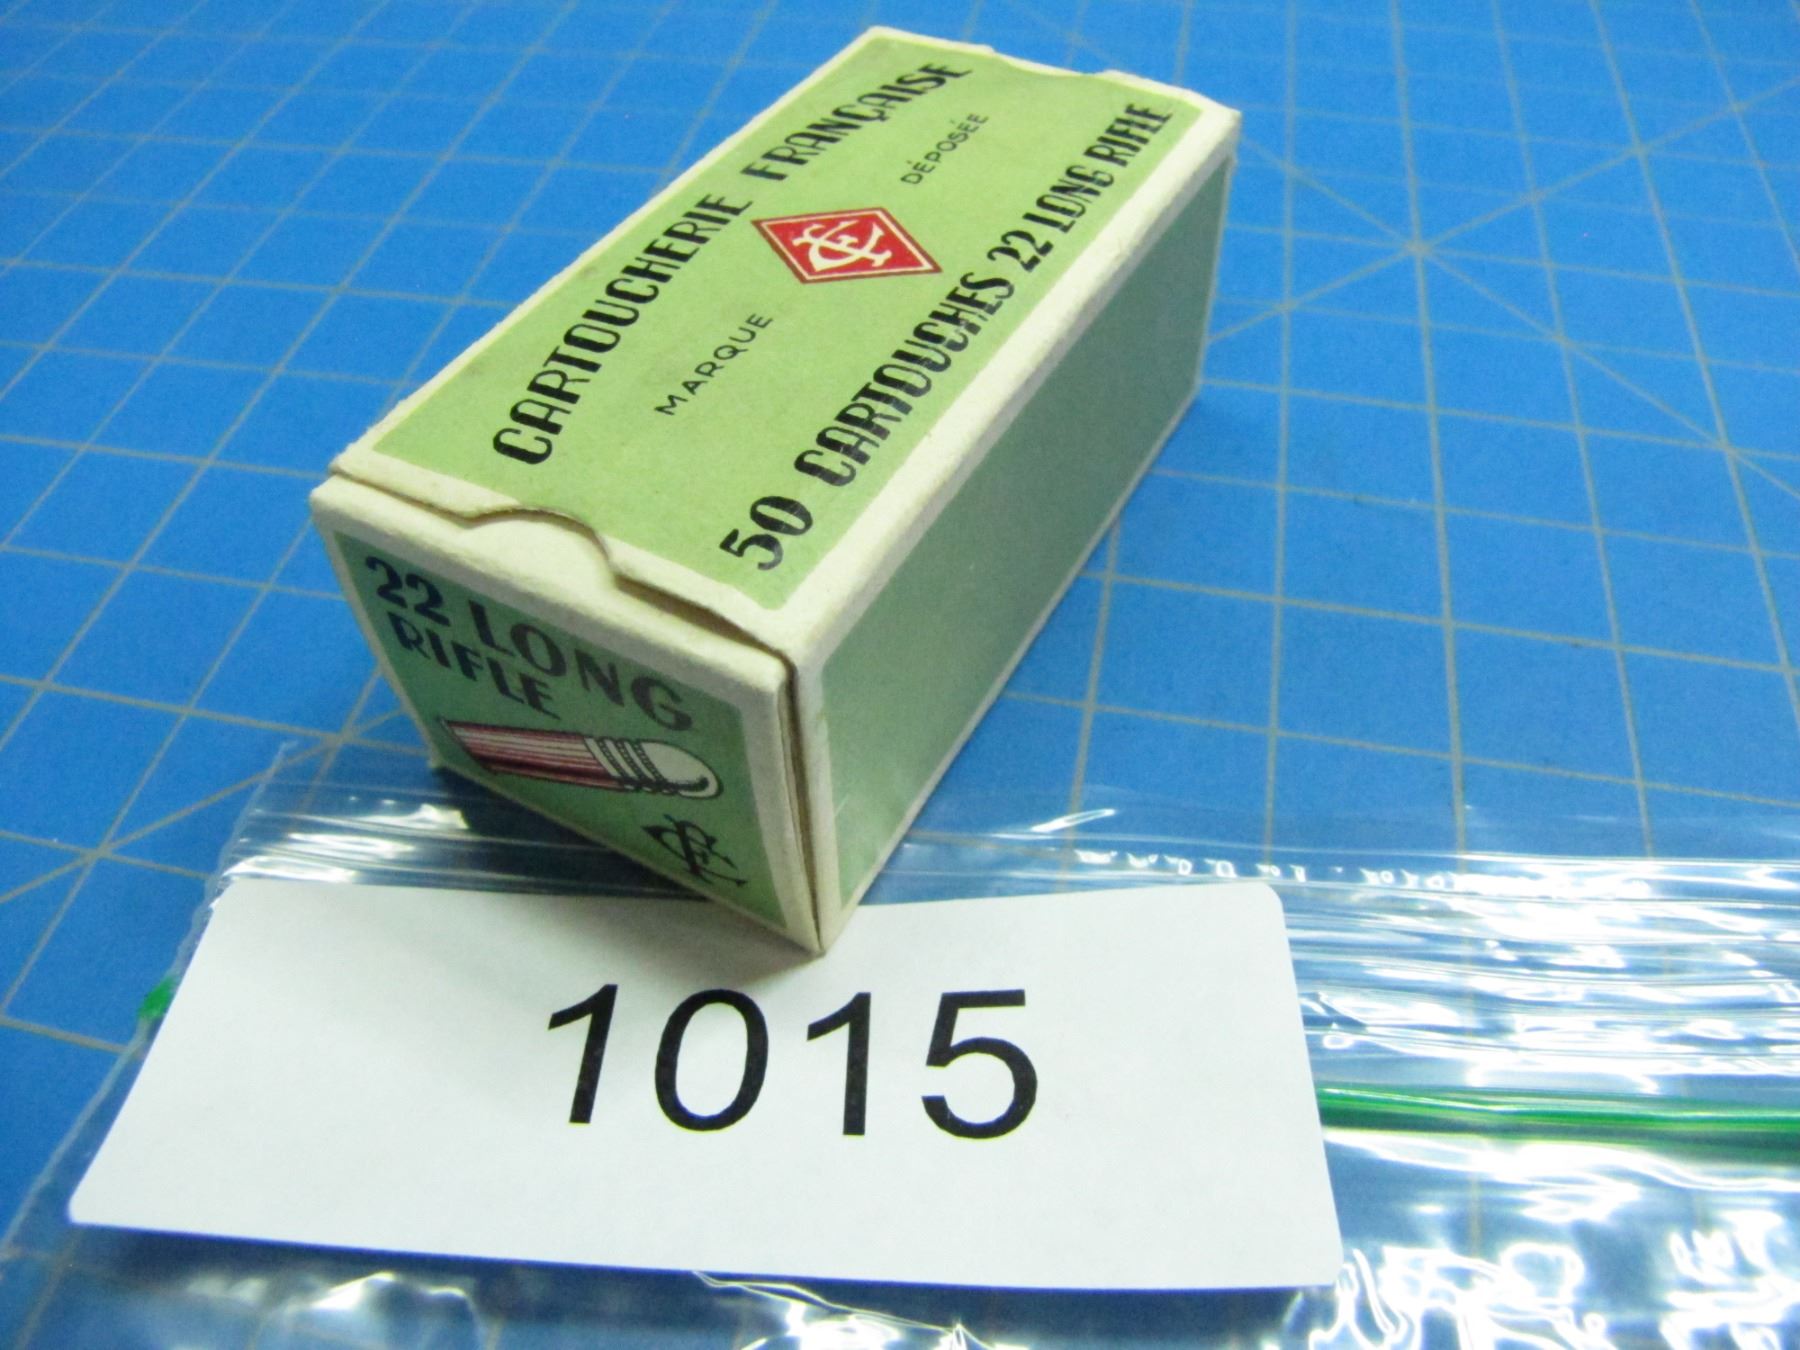 CARTOUCHERIE FRANÇAISE
MARQUE DÉPOSÉE
50 CARTOUCHES 22 LONG RIFLE
22 LONG
RIFLE
1015